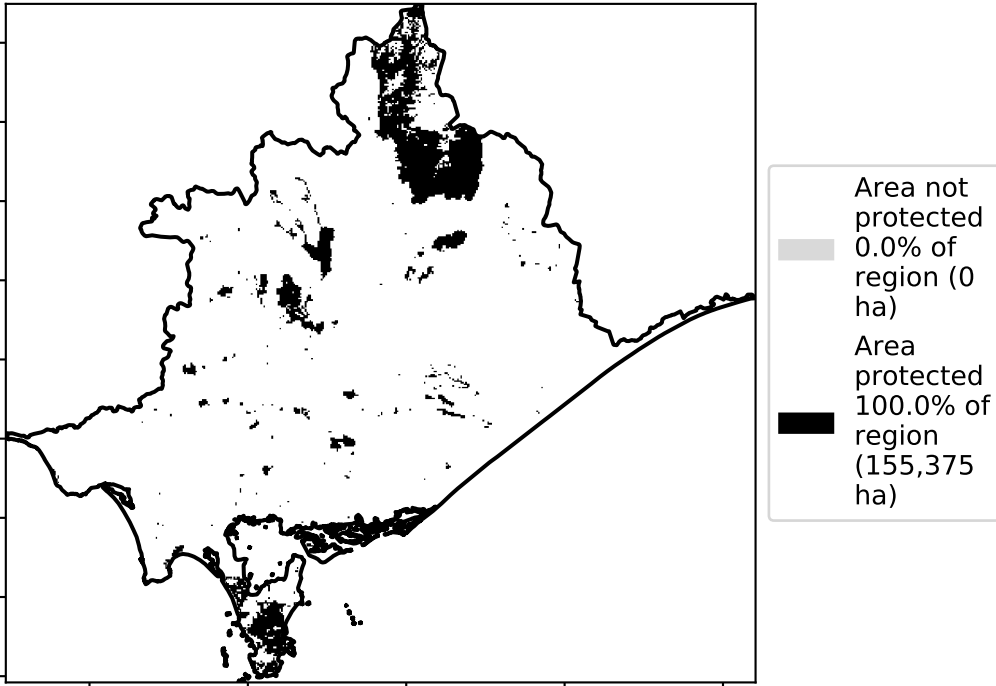 Area not
protected
0.0% of
region (0
ha)
Area
protected
100.0% of
region
(155,375
ha)